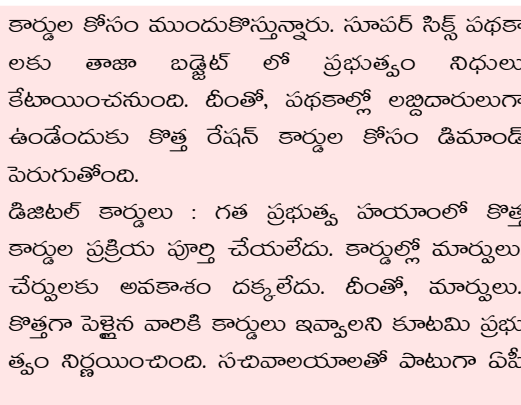 కార్డుల కోసం ముందుకొస్తున్నారు. సూపర్ సిక్స్ పథకా
లకు తాజా బడ్జెట్ లో ప్రభుత్వం నిధులు
కేటాయించనుంది. దీంతో, పథకాల్లో లబ్దిదారులుగా
ఉండేందుకు కొత్త రేషన్ కార్డుల కోసం డిమాండ్
పెరుగుతోంది.
డిజిటల్ కార్డులు : గత ప్రభుత్వ హయాంలో కొత్త
కార్డుల ప్రక్రియ పూర్తి చేయలేదు. కార్డుల్లో మార్పులు
చేర్పులకు అవకాశం దక్కలేదు. దీంతో, మార్పులు.
కొత్తగా పెళ్లైన వారికి కార్డులు ఇవ్వాలని కూటమి ప్రభు
త్వం నిర్ణయించింది. సచివాలయాలతో పాటుగా ఏపీ